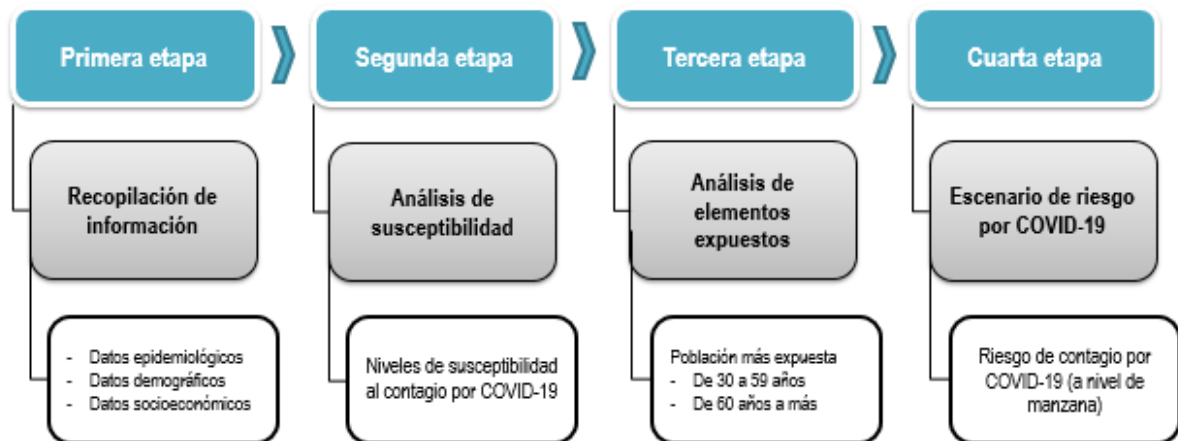 Primera etapa
Segunda etapa
Tercera etapa
Cuarta etapa
Recopilación de
información
Análisis de
susceptibilidad
Análisis de
elementos
expuestos
Escenario de riesgo
por COVID-19
- Datos epidemiológicos
- Datos demográficos
- Datos socioeconómicos
Niveles de susceptibilidad
al contagio por COVID-19
Población más expuesta
- De 30 a 59 años
- De 60 años a más
Riesgo de contagio por
COVID-19 (a nivel de
manzana)